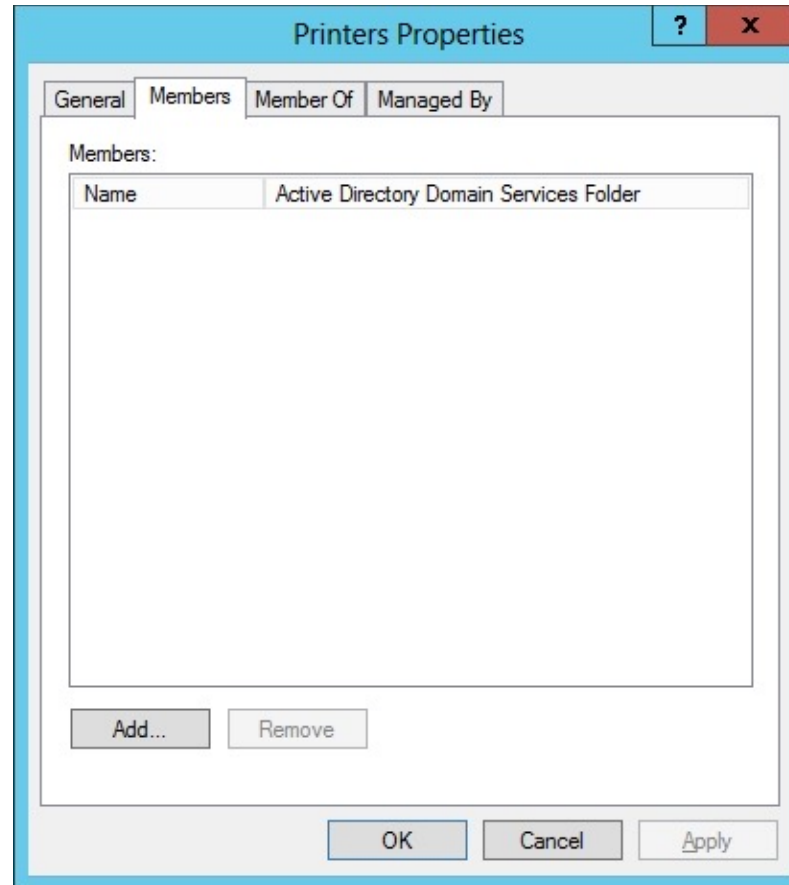 Printers Properties
?
x
General
Members
Member Of
Managed By
Members:
Name
Active Directory Domain Services Folder
Add...
Remove
OK
Cancel
Apply